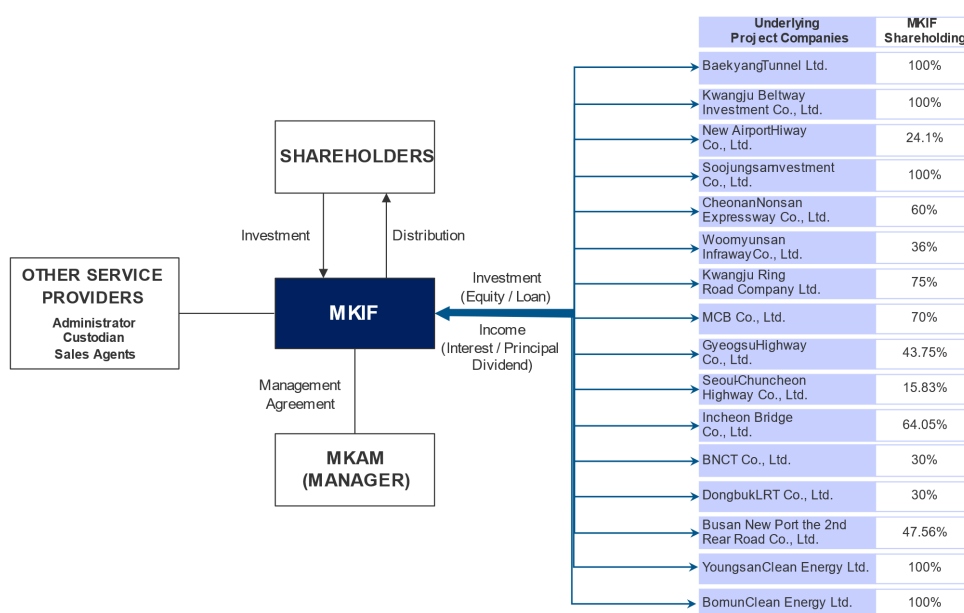 SHAREHOLDERS
Investment
Distribution
OTHER SERVICE
PROVIDERS
Administrator
Custodian
Sales Agents
MKIF
Investment
(Equity / Loan)
Income
(Interest / Principal
Dividend)
Management
Agreement
MKAM
(MANAGER)
Underlying
Project Companies
MKIF
Shareholding
BaekyangTunnel Ltd.
100%
Kwangju Beltway
Investment Co., Ltd.
100%
New AirportHiway
Co., Ltd.
24.1%
SoojungsanInvestment
Co., Ltd.
100%
CheonanNonsan
Expressway Co., Ltd.
60%
Woomyunsan
InfrawayCo., Ltd.
36%
Kwangju Ring
Road Company Ltd.
75%
MCB Co., Ltd.
70%
GyeogsuHighway
Co., Ltd.
43.75%
Seoul-Chuncheon
Highway Co., Ltd.
15.83%
Incheon Bridge
Co., Ltd.
64.05%
BNCT Co., Ltd.
30%
DongbukLRT Co., Ltd.
30%
Busan New Port the 2nd
Rear Road Co., Ltd.
47.56%
YoungsanClean Energy Ltd.
100%
BomunClean Energy Ltd.
100%